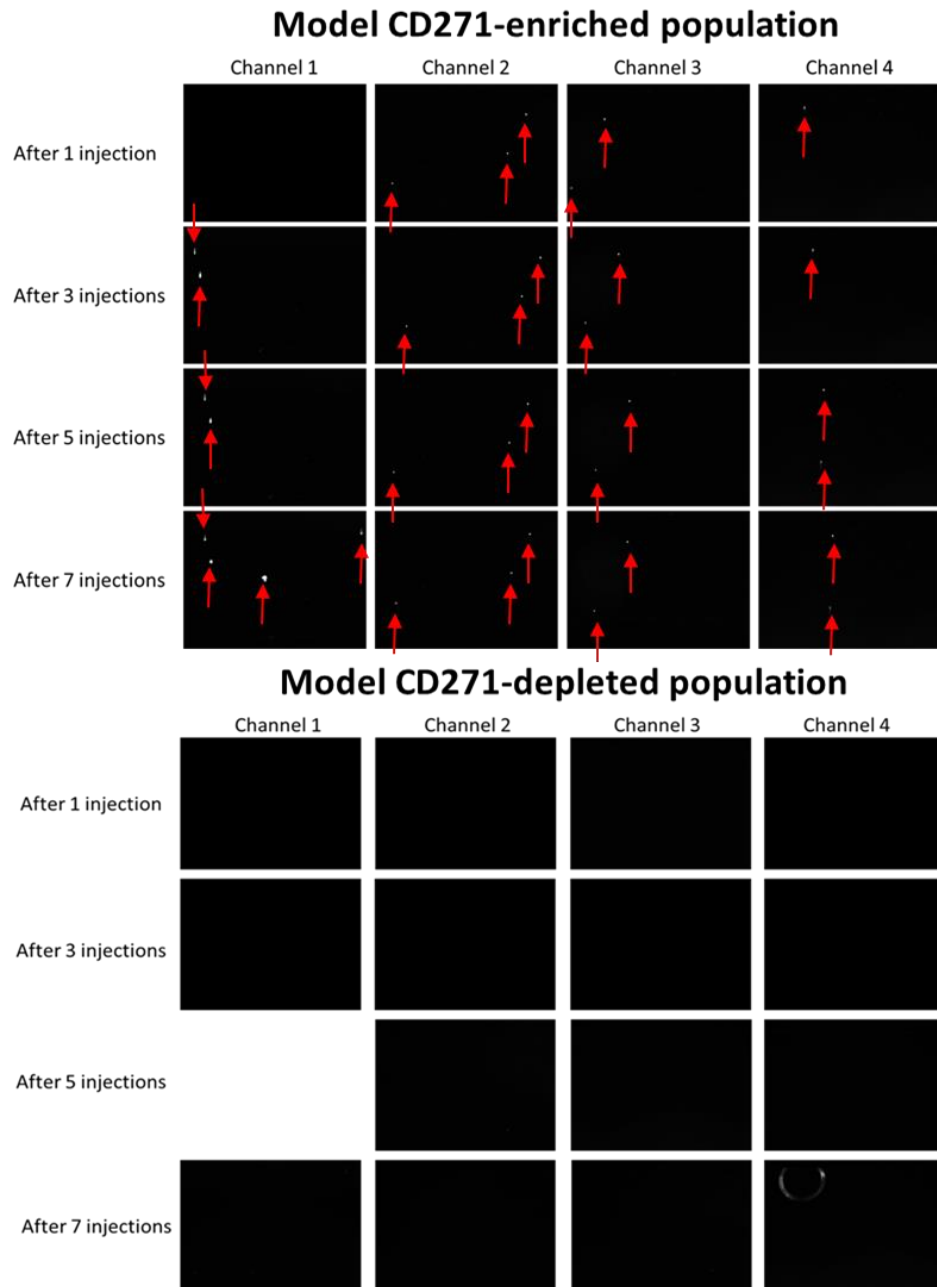 Model CD271-enriched population
Channel 1 Channel 2 Channel 3 Channel 4
After 1 injection
After 3 injections
After 5 injections
After 7 injections
Model CD271-depleted population
Channel 1 Channel 2 Channel 3 Channel 4
After 1 injection
After 3 injections
After 5 injections
After 7 injections